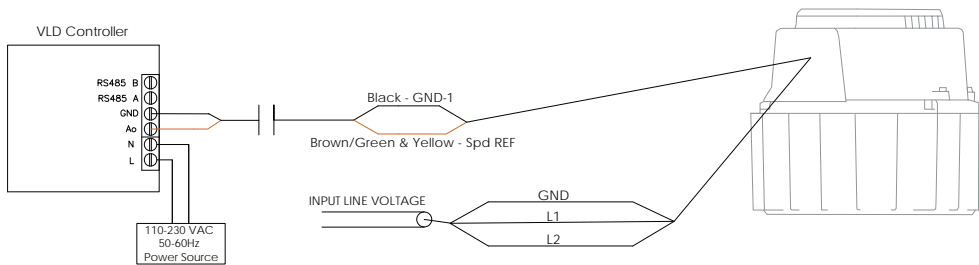 VLD Controller
RS485 B
RS485 A
GND
Ao
N
L
110-230 VAC
50-60Hz
Power Source
Black - GND-1
Brown/Green & Yellow - Spd REF
INPUT LINE VOLTAGE
GND
L1
L2